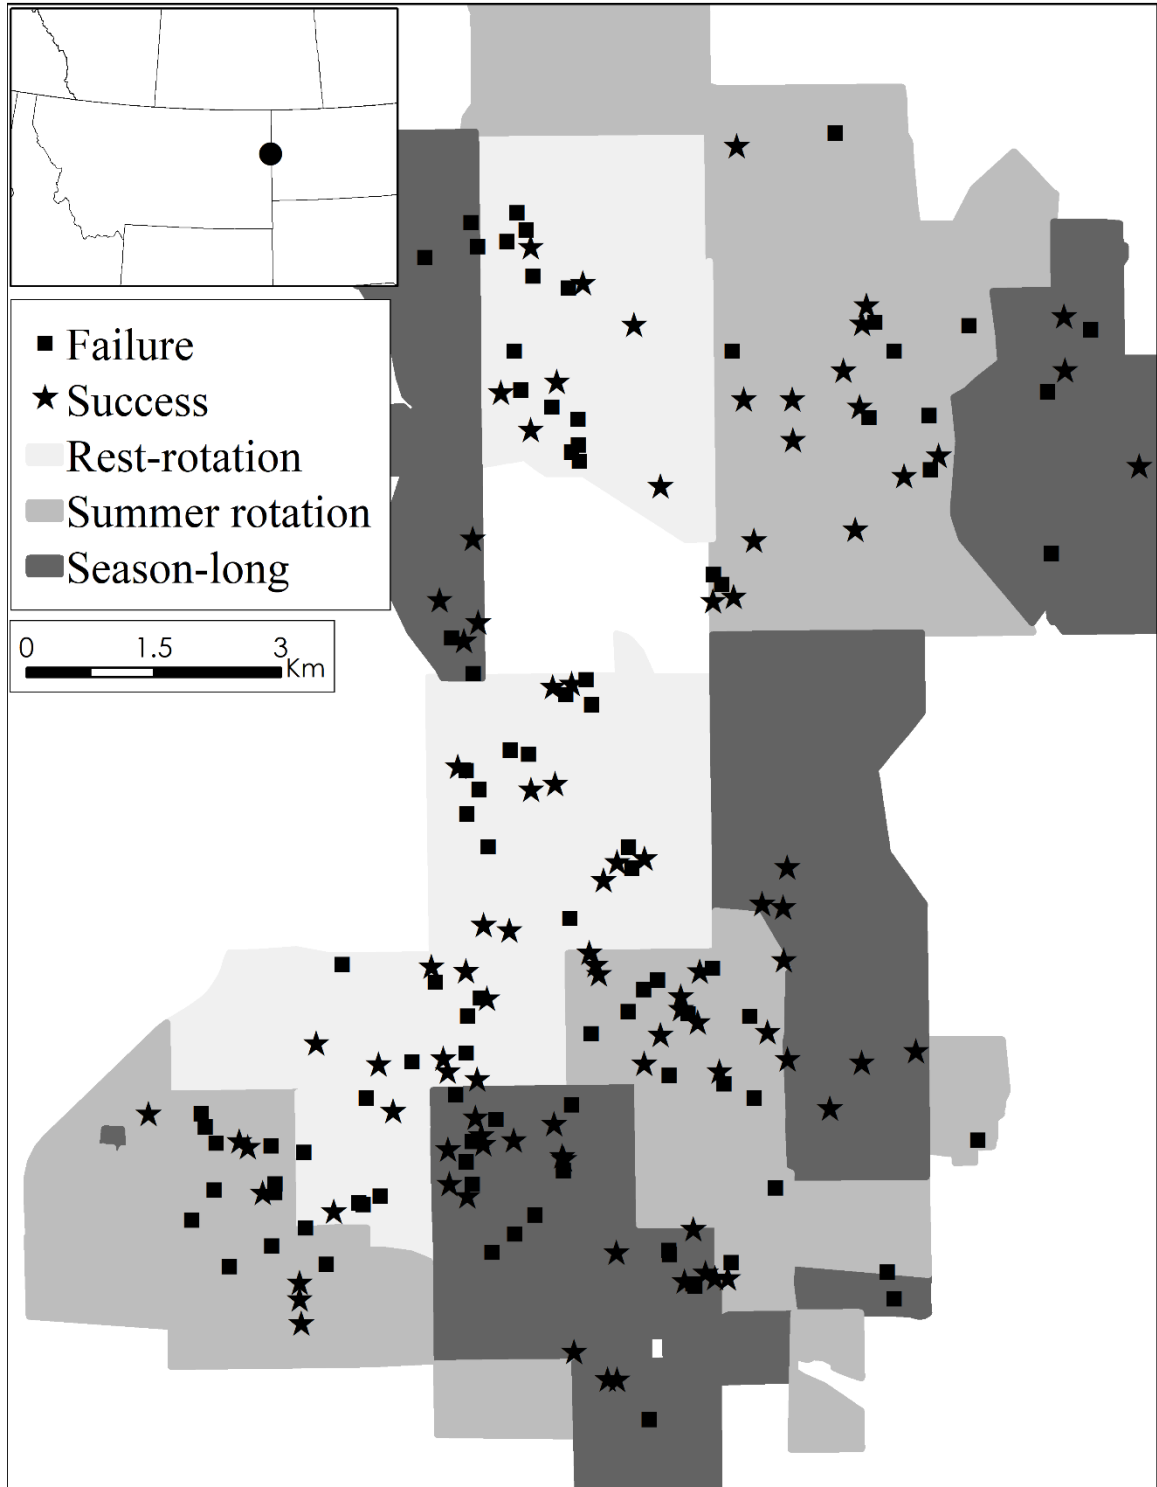 Failure
Success
Rest-rotation
Summer rotation
Season-long
0 1.5 3
Km